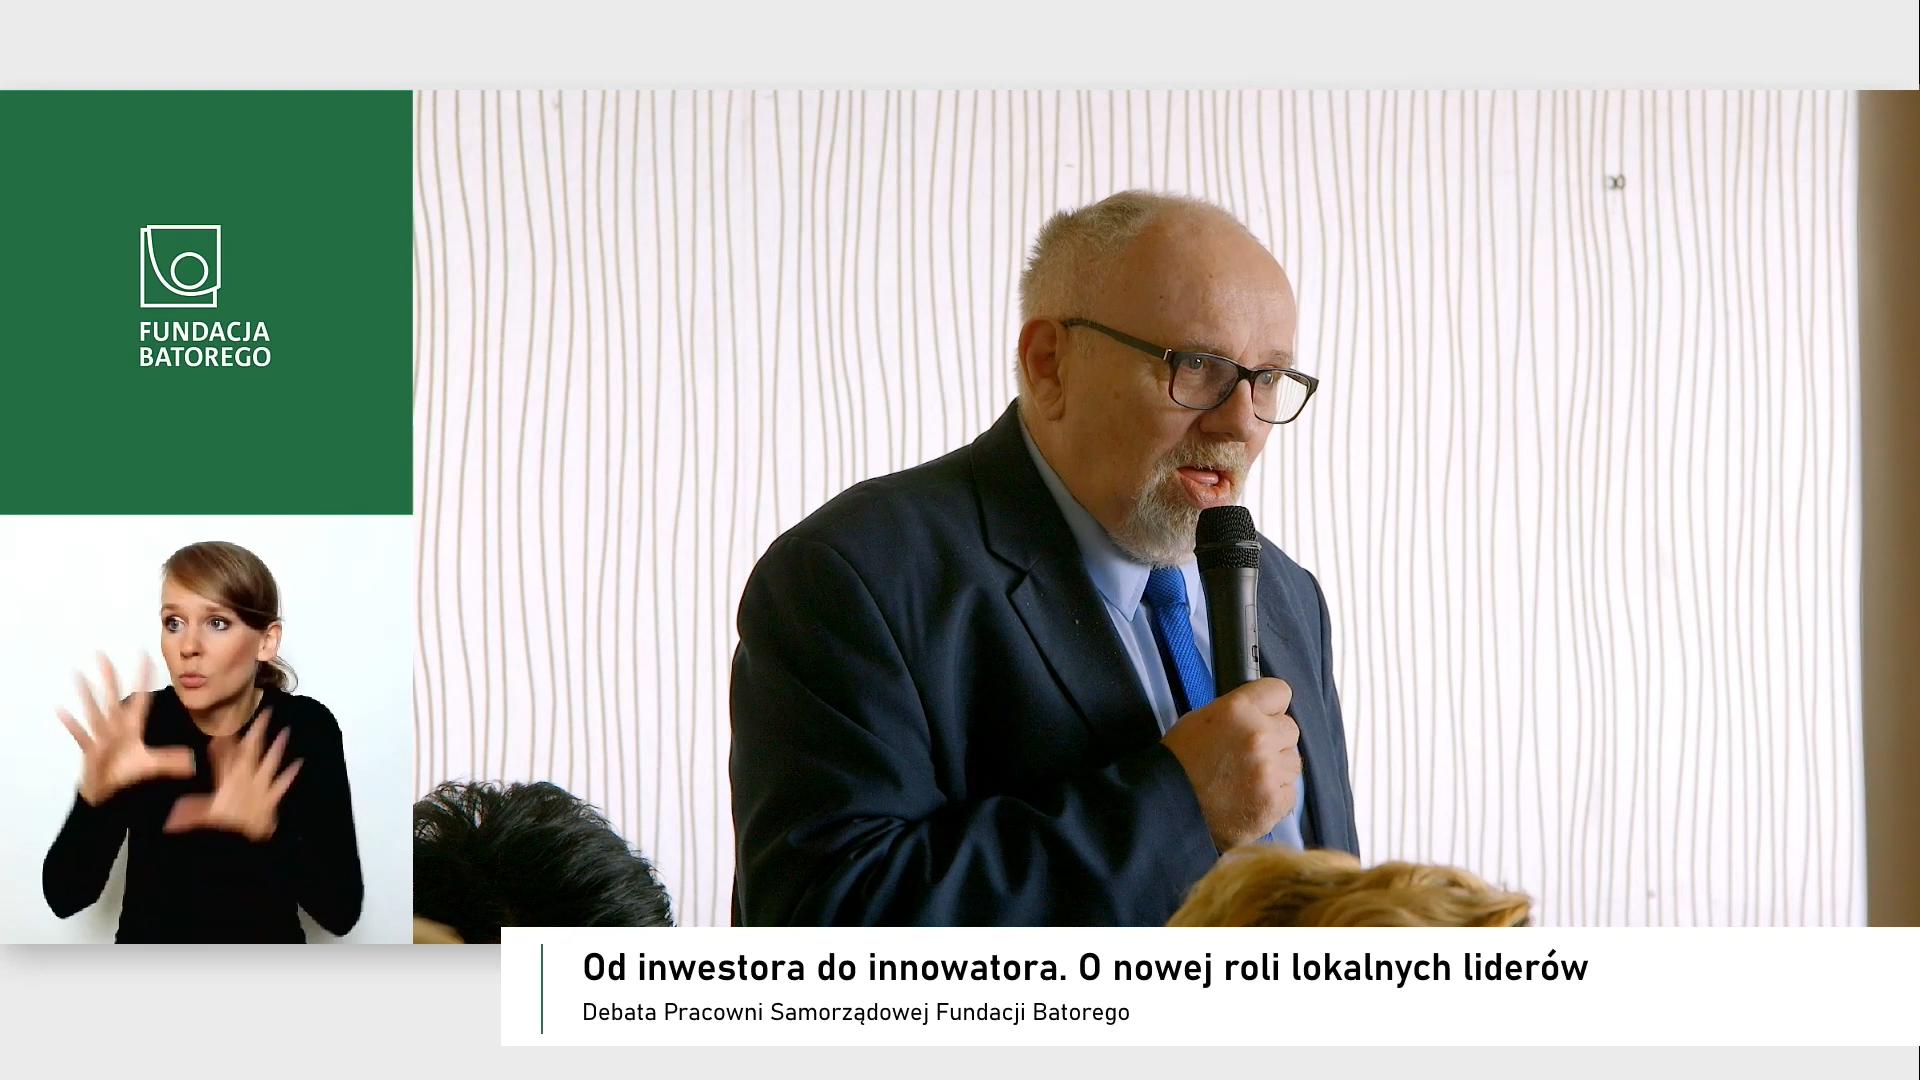 FUNDACJA
BATOREGO
Od inwestora do innowatora. O nowej roli lokalnych liderów
Debata Pracowni Samorządowej Fundacji Batorego